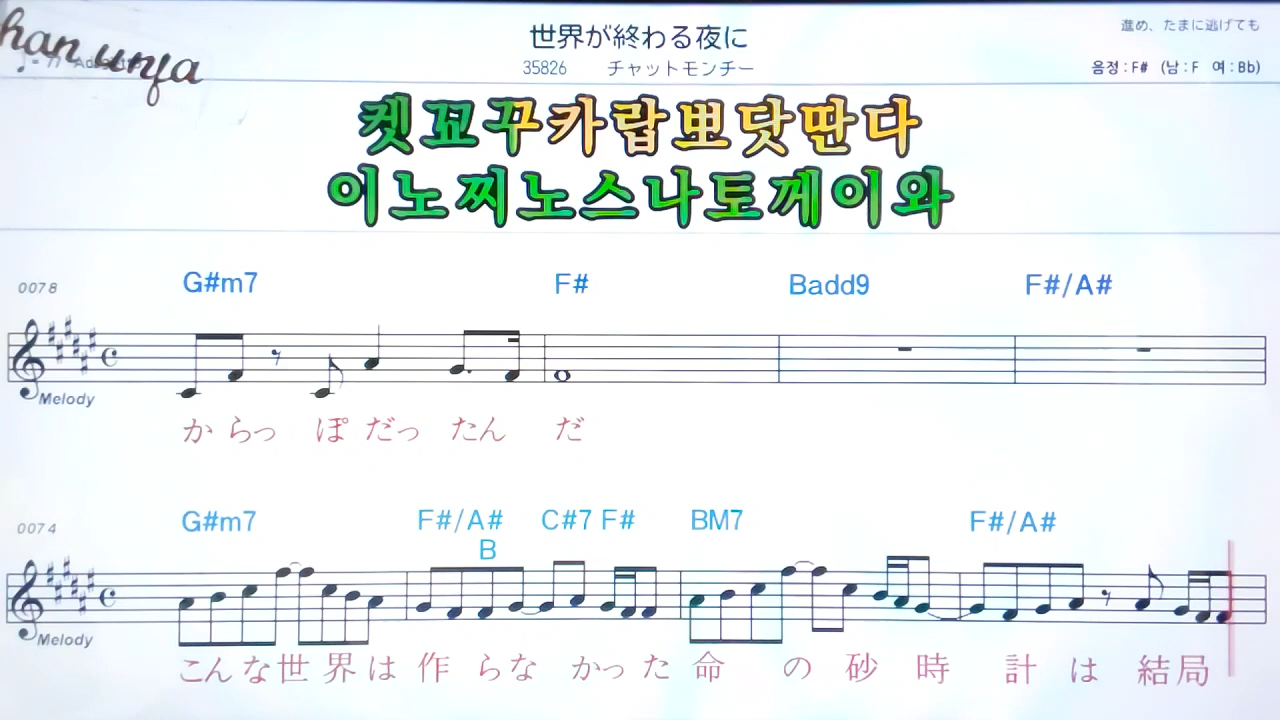 han unja
世界が終わる夜に
進め、たまに逃げても
35826 チャットモンチー
음정:F# (남:F 여:Bb)
켓꼬꾸카랍뽀닷딴다
이노찌노스나토께이와
0078 G#m7 F# Badd9 F#/A#
Melody
からっ ぽ だっ たん だ
0074 G#m7 F#/A# C#7 F# BM7 F#/A#
B
Melody
こんな世界は 作 らな かった 命 の 砂 時 計 は 結局